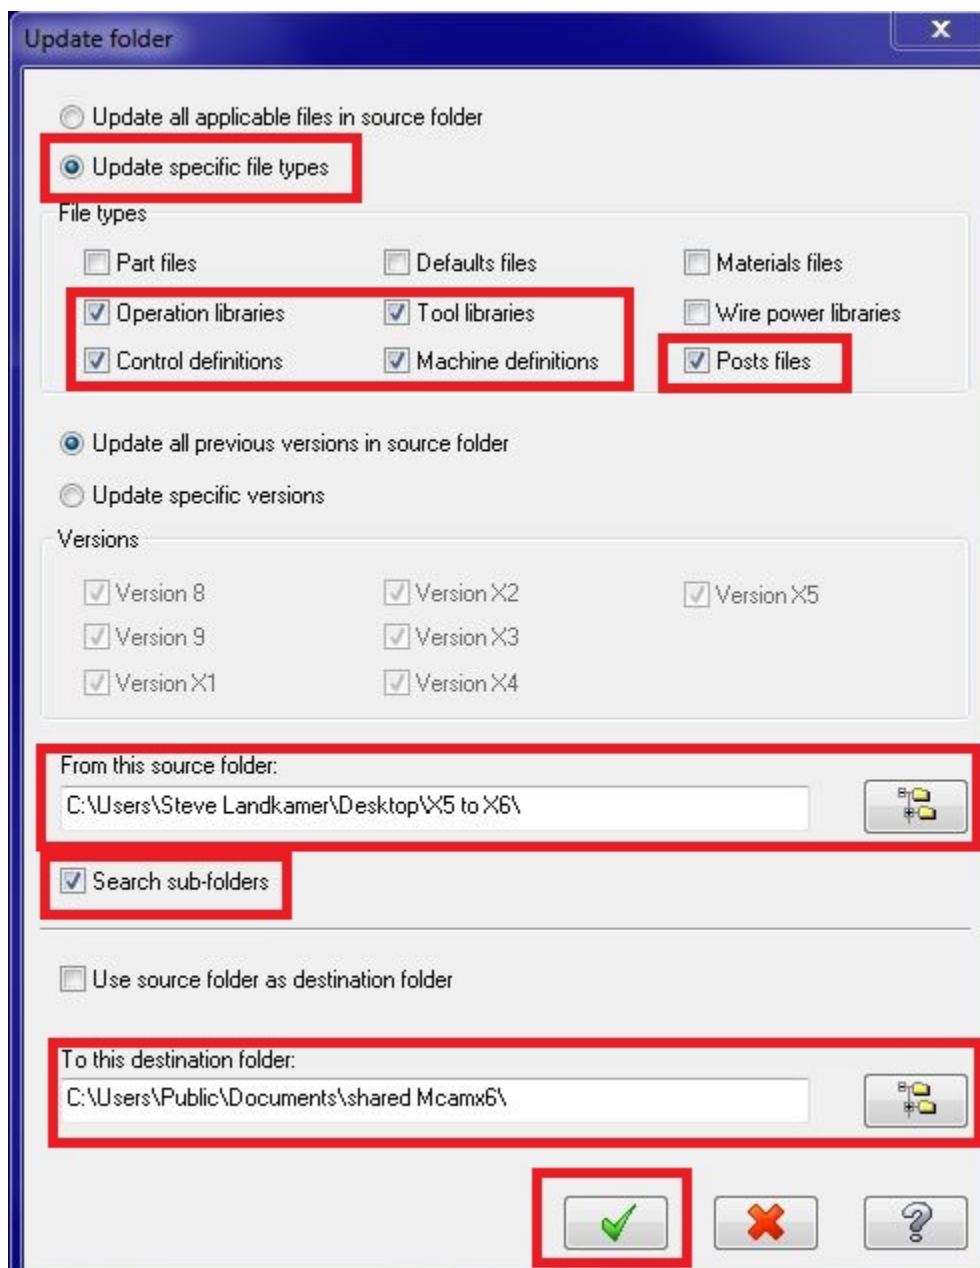 Update folder
Update all applicable files in source folder
Update specific file types
File types
Part files Defaults files Materials files
Operation libraries Tool libraries Wire power libraries
Control definitions Machine definitions Posts files
Update all previous versions in source folder
Update specific versions
Versions
Version 8 Version X2 Version X5
Version 9 Version X3
Version X1 Version X4
From this source folder:
C:\Users\Steve Landkamer\Desktop\X5 to X6\
Search sub-folders
Use source folder as destination folder
To this destination folder:
C:\Users\Public\Documents\shared Mcamx6\